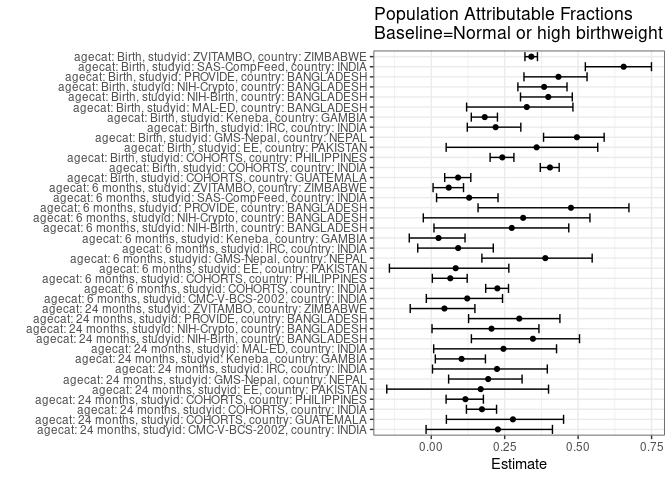 Population Attributable Fractions
Baseline=Normal or high birthweight
agecat: Birth, studyid: ZVITAMBO, country: ZIMBABWE
agecat: Birth, studyid: SAS-CompFeed, country: INDIA
agecat: Birth, studyid: PROVIDE, country: BANGLADESH
agecat: Birth, studyid: NIH-Crypto, country: BANGLADESH
agecat: Birth, studyid: NIH-Birth, country: BANGLADESH
agecat: Birth, studyid: MAL-ED, country: BANGLADESH
agecat: Birth, studyid: Keneba, country: GAMBIA
agecat: Birth, studyid: IRC, country: INDIA
agecat: Birth, studyid: GMS-Nepal, country: NEPAL
agecat: Birth, studyid: EE, country: PAKISTAN
agecat: Birth, studyid: COHORTS, country: PHILIPPINES
agecat: Birth, studyid: COHORTS, country: INDIA
agecat: Birth, studyid: COHORTS, country: GUATEMALA
agecat: 6 months, studyid: ZVITAMBO, country: ZIMBABWE
agecat: 6 months, studyid: SAS-CompFeed, country: INDIA
agecat: 6 months, studyid: PROVIDE, country: BANGLADESH
agecat: 6 months, studyid: NIH-Crypto, country: BANGLADESH
agecat: 6 months, studyid: NIH-Birth, country: BANGLADESH
agecat: 6 months, studyid: Keneba, country: GAMBIA
agecat: 6 months, studyid: IRC, country: INDIA
agecat: 6 months, studyid: GMS-Nepal, country: NEPAL
agecat: 6 months, studyid: EE, country: PAKISTAN
agecat: 6 months, studyid: COHORTS, country: PHILIPPINES
agecat: 6 months, studyid: COHORTS, country: INDIA
agecat: 6 months, studyid: CMC-V-BCS-2002, country: INDIA
agecat: 24 months, studyid: ZVITAMBO, country: ZIMBABWE
agecat: 24 months, studyid: PROVIDE, country: BANGLADESH
agecat: 24 months, studyid: NIH-Crypto, country: BANGLADESH
agecat: 24 months, studyid: NIH-Birth, country: BANGLADESH
agecat: 24 months, studyid: MAL-ED, country: INDIA
agecat: 24 months, studyid: Keneba, country: GAMBIA
agecat: 24 months, studyid: IRC, country: INDIA
agecat: 24 months, studyid: GMS-Nepal, country: NEPAL
agecat: 24 months, studyid: EE, country: PAKISTAN
agecat: 24 months, studyid: COHORTS, country: PHILIPPINES
agecat: 24 months, studyid: COHORTS, country: INDIA
agecat: 24 months, studyid: COHORTS, country: GUATEMALA
agecat: 24 months, studyid: CMC-V-BCS-2002, country: INDIA
0.00 0.25 0.50 0.75
Estimate